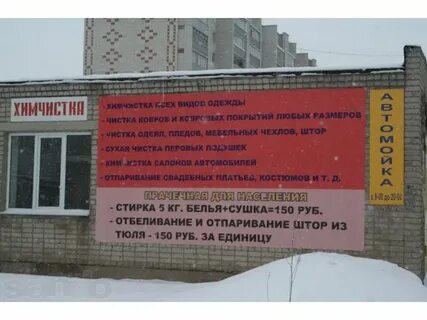 ХИМЧИСТКА
- ХИМЧИСТКА ВСЕХ ВИДОВ ОДЕЖДЫ
- ЧИСТКА КОВРОВ И КОВРОВЫХ ПОКРЫТИЙ ЛЮБЫХ РАЗМЕРОВ
- ЧИСТКА ОДЕЯЛ, ПЛЕДОВ, МЕБЕЛЬНЫХ ЧЕХЛОВ, ШТОР
- СУХАЯ ЧИСТКА ПЕРОВЫХ ПОДУШЕК
- ХИМЧИСТКА САЛОНОВ АВТОМОБИЛЕЙ
- ОТПАРИВАНИЕ СВАДЕБНЫХ ПЛАТЬЕВ, КОСТЮМОВ И Т. Д.
ПРАЧЕЧНАЯ ДЛЯ НАСЕЛЕНИЯ
- СТИРКА 5 КГ. БЕЛЬЯ+СУШКА=150 РУБ.
- ОТБЕЛИВАНИЕ И ОТПАРИВАНИЕ ШТОР ИЗ
ТЮЛЯ - 150 РУБ. ЗА ЕДИНИЦУ
АВТОМОЙКА